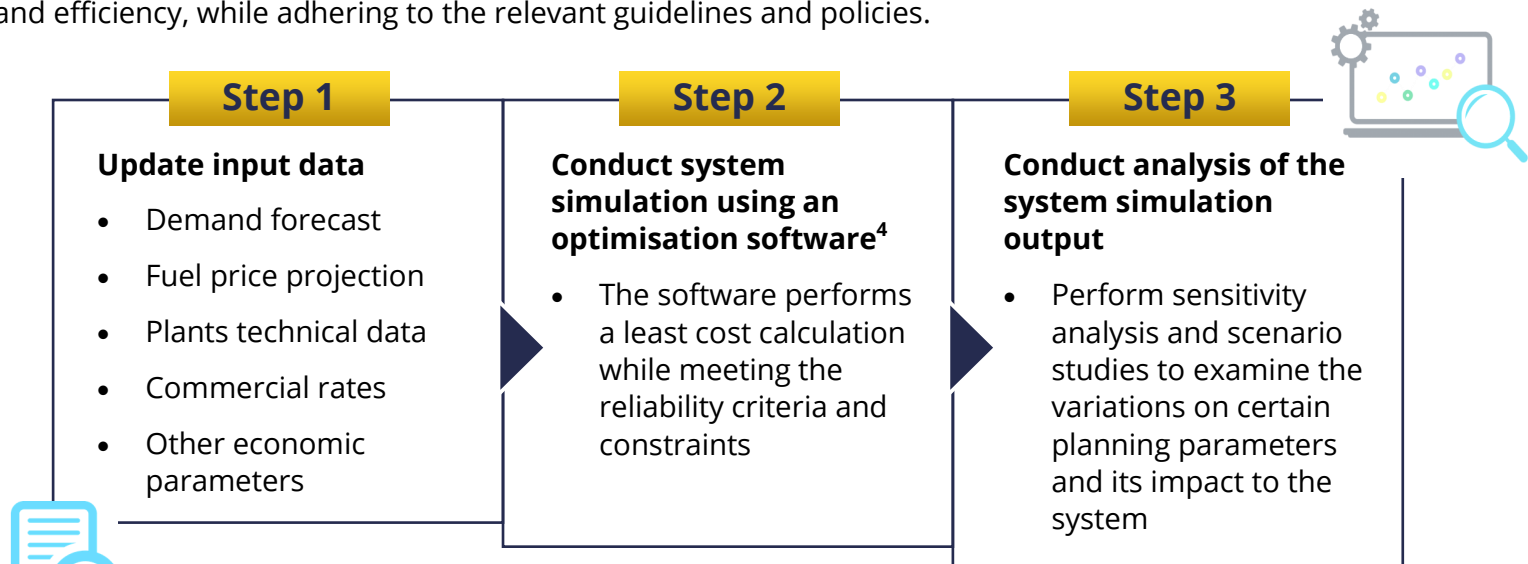 and efficiency, while adhering to the relevant guidelines and policies.
Step 1
Update input data
• Demand forecast
• Fuel price projection
• Plants technical data
• Commercial rates
• Other economic
parameters
Step 2
Conduct system
simulation using an
optimisation software⁴
• The software performs
a least cost calculation
while meeting the
reliability criteria and
constraints
Step 3
Conduct analysis of the
system simulation
output
• Perform sensitivity
analysis and scenario
studies to examine the
variations on certain
planning parameters
and its impact to the
system